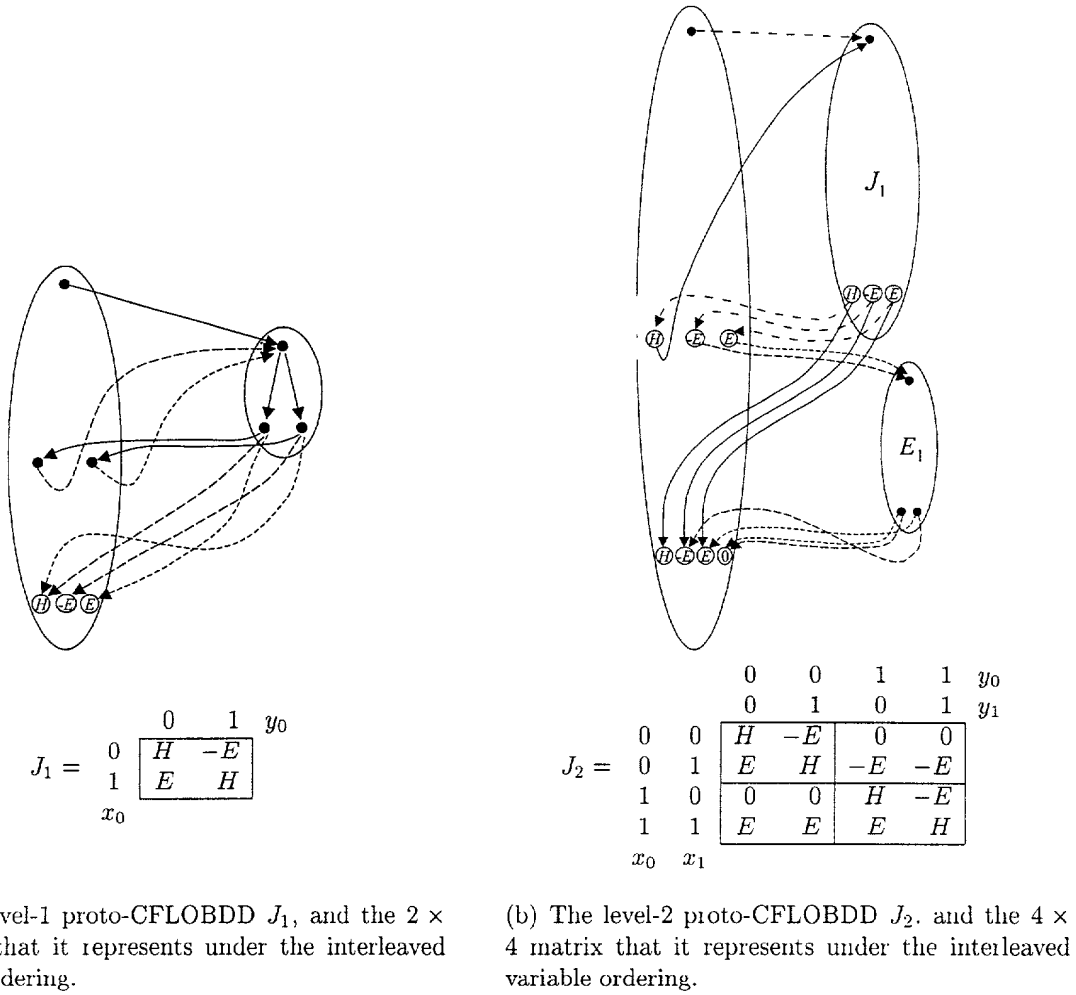 J₁
H -E E
H -E E
E₁
H -E E 0
H -E E
0 0 1 1 y₀
0 1 y₀
0 1 0 1 y₁
0 0 H -E 0 0
J₁ = 0 H -E
J₂ = 0 1 E H -E -E
1 E H
1 0 0 0 H -E
x₀
1 1 E E E H
x₀ x₁
vel-1 proto-CFLOBDD J₁, and the 2 ×
hat it represents under the interleaved
dering.
(b) The level-2 proto-CFLOBDD J₂. and the 4 ×
4 matrix that it represents under the interleaved
variable ordering.